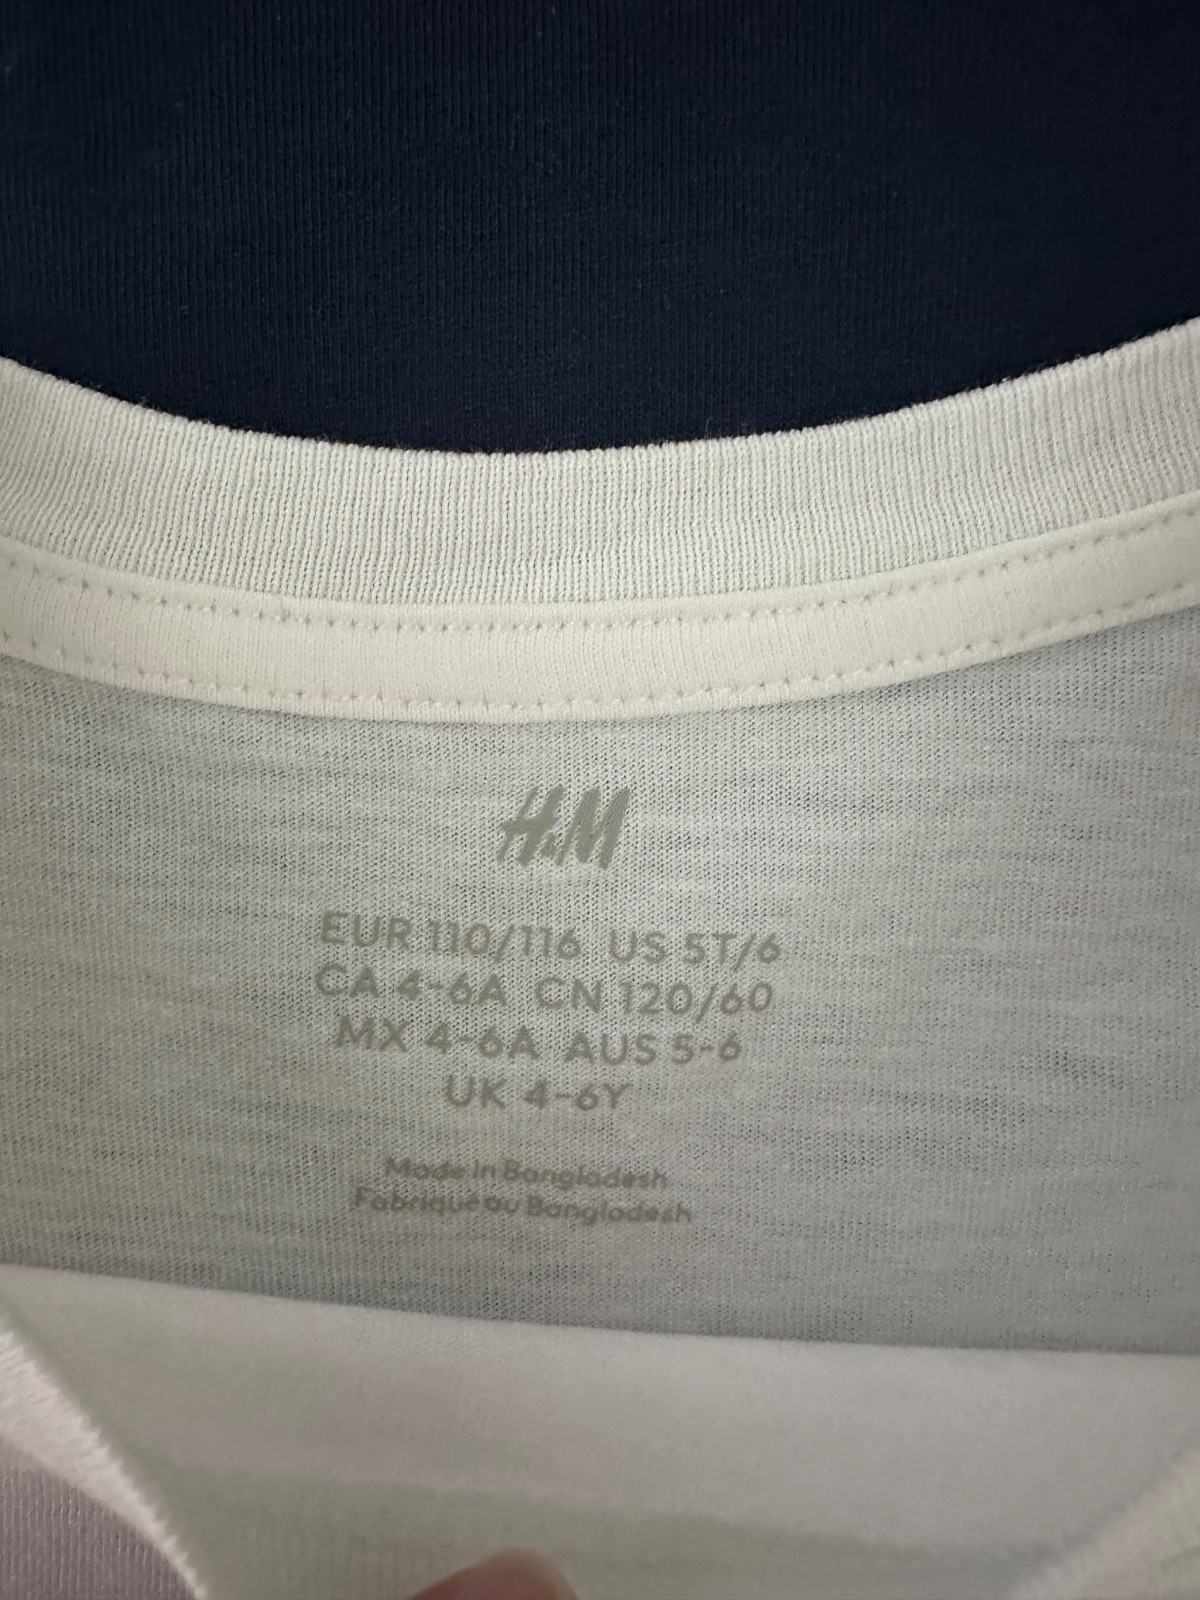 H&M
EUR 110/116 US 5T/6
CA 4-6A CN 120/60
MX 4-6A AUS 5-6
UK 4-6Y
Made in Bangladesh
Fabriqué au Bangladesh